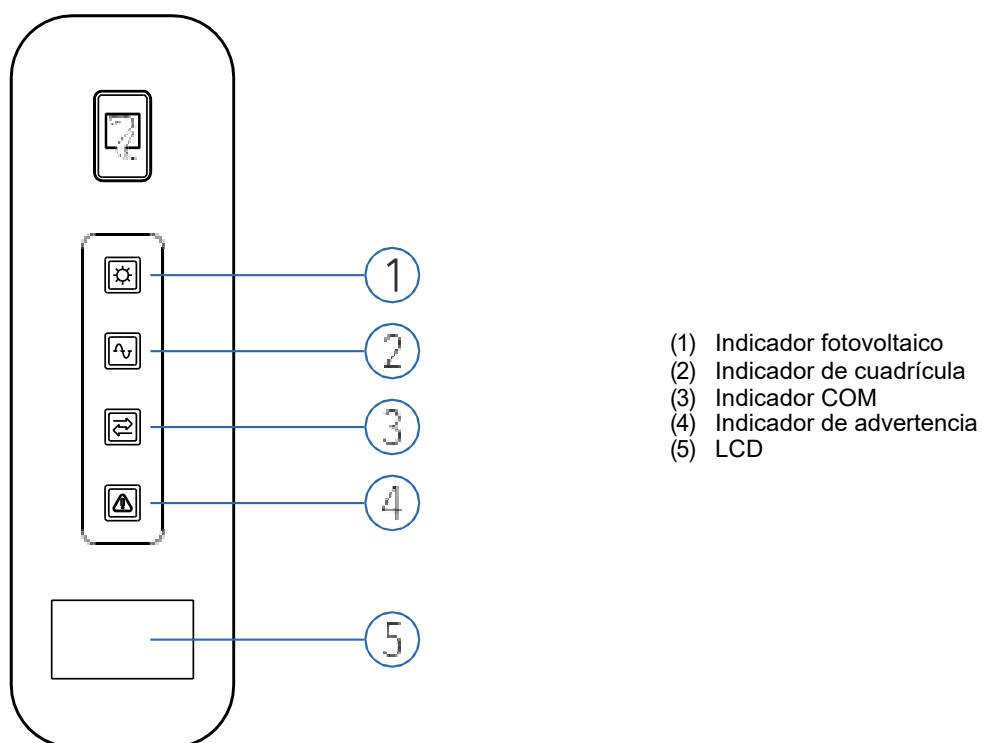 1
2
3
4
5
(1) Indicador fotovoltaico
(2) Indicador de cuadrícula
(3) Indicador COM
(4) Indicador de advertencia
(5) LCD